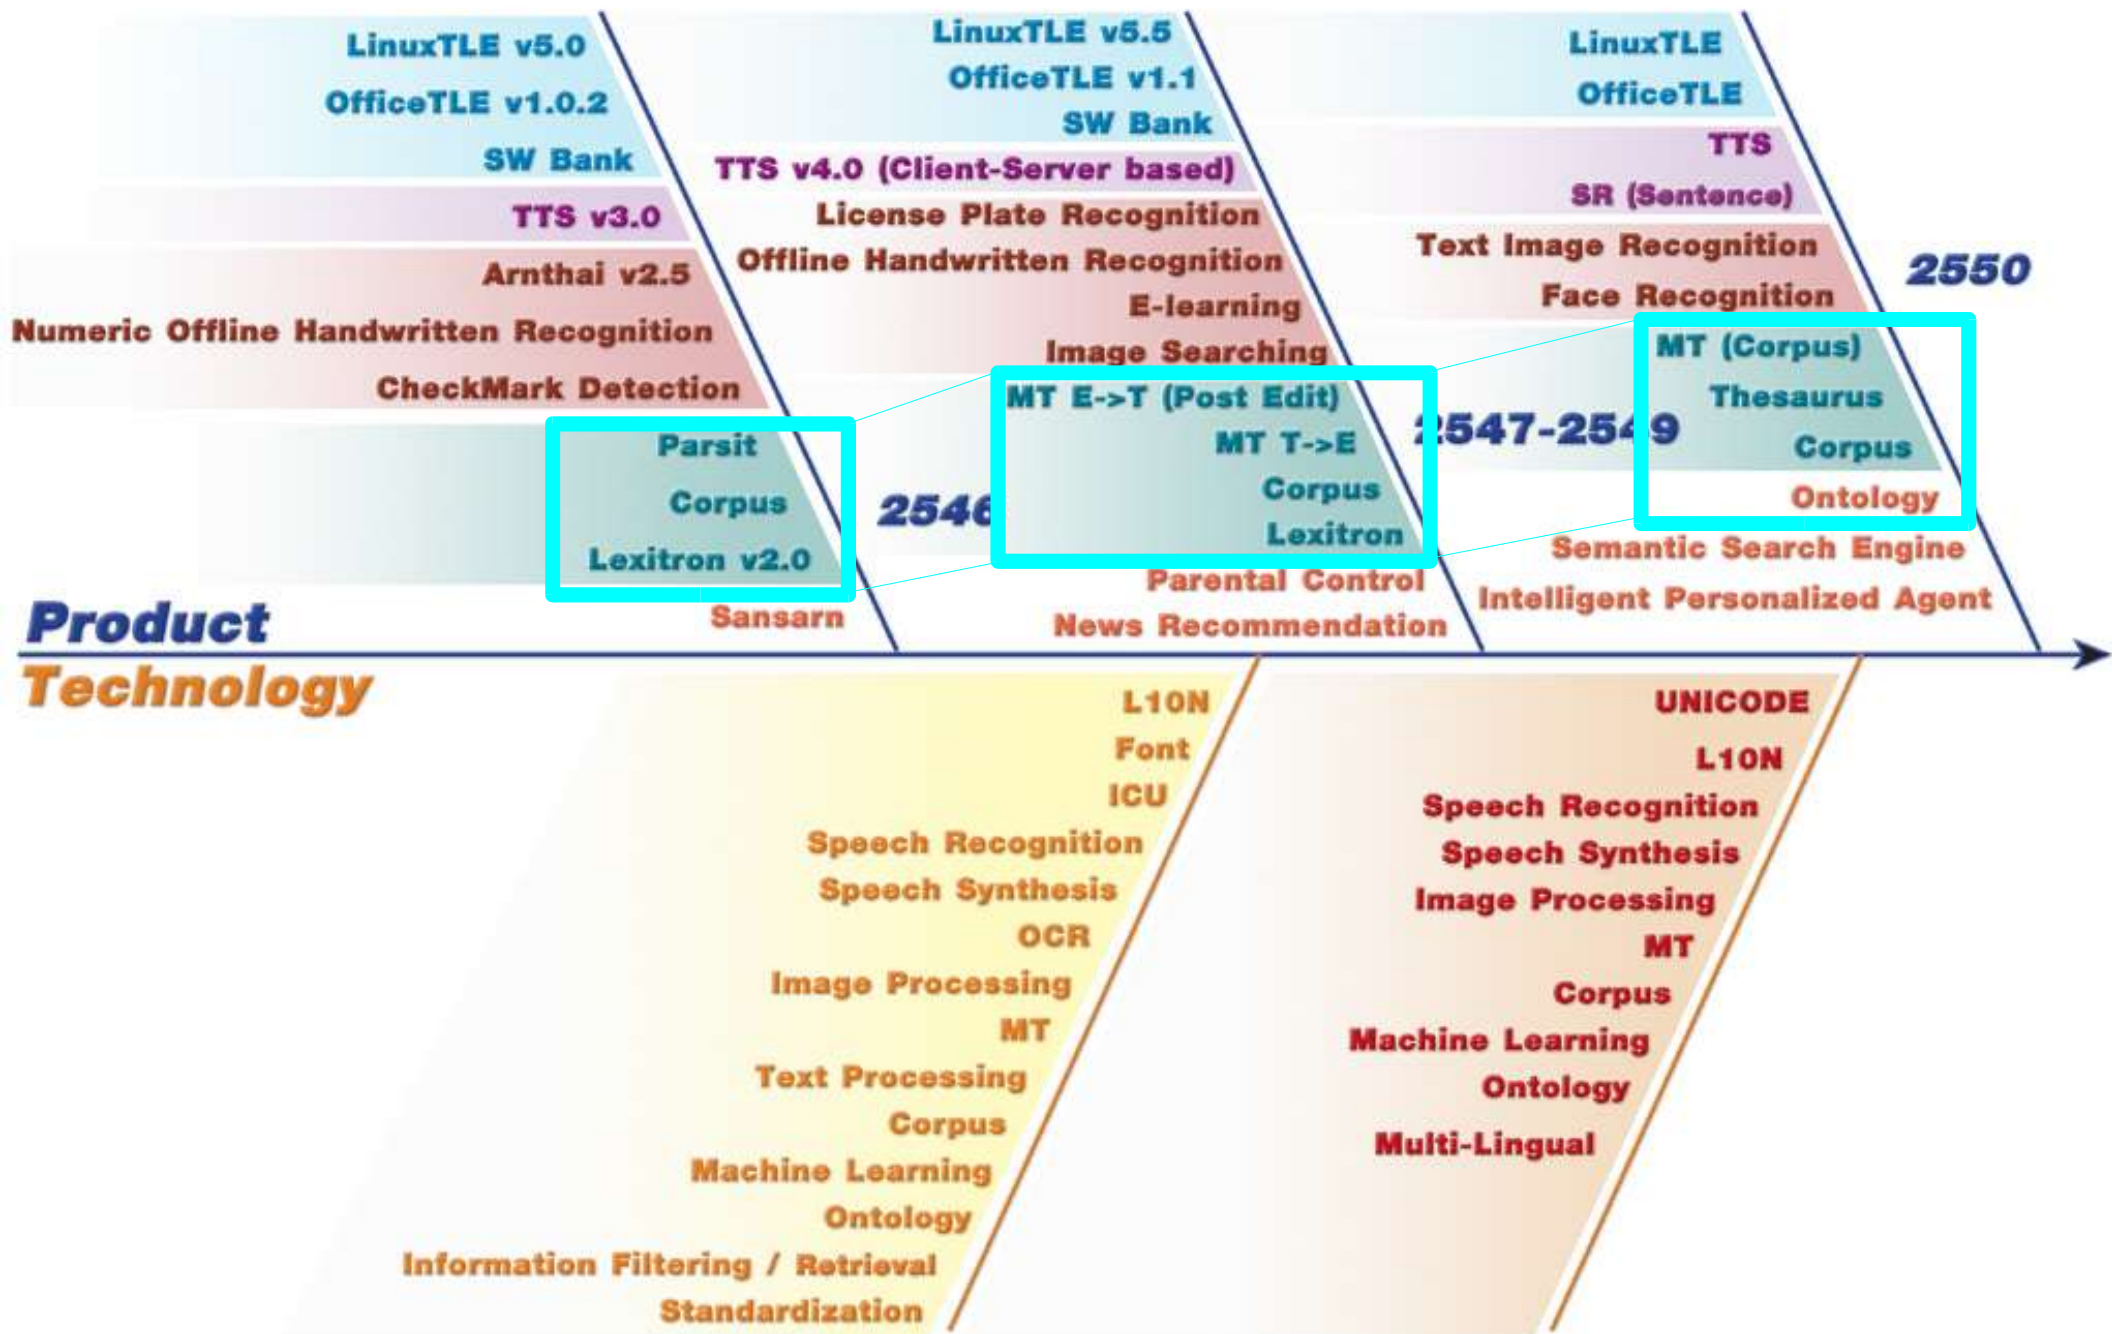 LinuxTLE v5.0
OfficeTLE v1.0.2
SW Bank
TTS v3.0
Arnthai v2.5
Numeric Offline Handwritten Recognition
CheckMark Detection
Parsit
Corpus
Lexitron v2.0
Sansarn
2546
LinuxTLE v5.5
OfficeTLE v1.1
SW Bank
TTS v4.0 (Client-Server based)
License Plate Recognition
Offline Handwritten Recognition
E-learning
Image Searching
MT E->T (Post Edit)
MT T->E
Corpus
Lexitron
Parental Control
News Recommendation
2547-2549
LinuxTLE
OfficeTLE
TTS
SR (Sentence)
Text Image Recognition
Face Recognition
MT (Corpus)
Thesaurus
Corpus
Ontology
Semantic Search Engine
Intelligent Personalized Agent
2550
Product
Technology
L10N
Font
ICU
Speech Recognition
Speech Synthesis
OCR
Image Processing
MT
Text Processing
Corpus
Machine Learning
Ontology
Information Filtering / Retrieval
Standardization
UNICODE
L10N
Speech Recognition
Speech Synthesis
Image Processing
MT
Corpus
Machine Learning
Ontology
Multi-Lingual